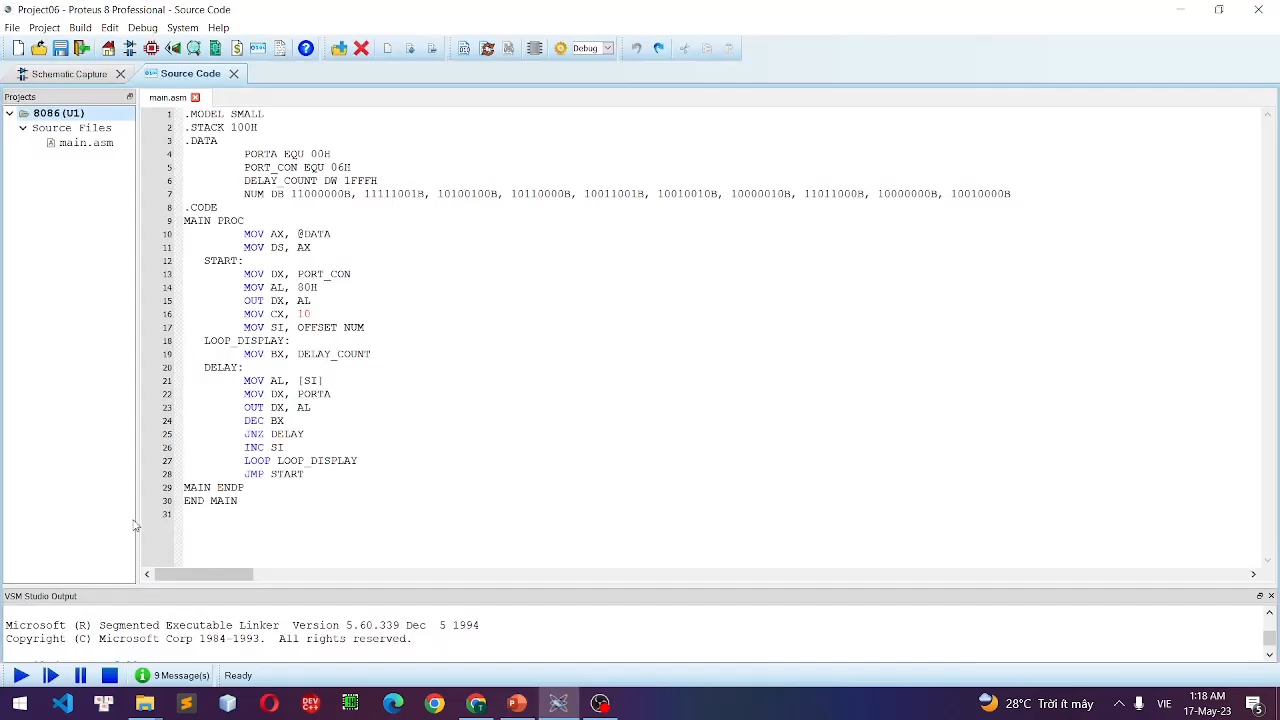 Project06 - Proteus 8 Professional - Source Code
File Project Build Edit Debug System Help
Debug
Schematic Capture Source Code
Projects
8086(U1)
Source Files
main.asm
main.asm
1 .MODEL SMALL
2 .STACK 100H
3 .DATA
4 PORTA EQU 00H
5 PORT_CON EQU 06H
6 DELAY_COUNT DW 1FFFH
7 NUM DB 11000000B, 11111001B, 10100100B, 10110000B, 10011001B, 10010010B, 10000010B, 11011000B, 10000000B, 10010000B
8 .CODE
9 MAIN PROC
10 MOV AX, @DATA
11 MOV DS, AX
12 START:
13 MOV DX, PORT_CON
14 MOV AL, 80H
15 OUT DX, AL
16 MOV CX, 10
17 MOV SI, OFFSET NUM
18 LOOP_DISPLAY:
19 MOV BX, DELAY_COUNT
20 DELAY:
21 MOV AL, [SI]
22 MOV DX, PORTA
23 OUT DX, AL
24 DEC BX
25 JNZ DELAY
26 INC SI
27 LOOP LOOP_DISPLAY
28 JMP START
29 MAIN ENDP
30 END MAIN
31
VSM Studio Output
Microsoft (R) Segmented Executable Linker Version 5.60.339 Dec 5 1994
Copyright (C) Microsoft Corp 1984-1993. All rights reserved.
9 Message(s) Ready
28°C Trời ít mây VIE 1:18 AM
17-May-23